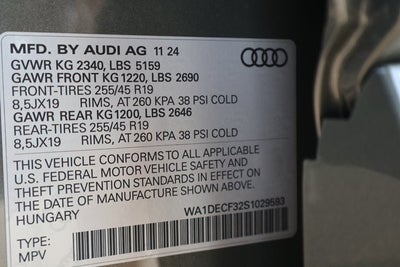 MFD. BY AUDI AG 11 24
GVWR KG 2340, LBS 5159
GAWR FRONT KG1220, LBS 2690
FRONT-TIRES 255/45 R19
8,5JX19 RIMS, AT 260 KPA 38 PSI COLD
GAWR REAR KG1200, LBS 2646
REAR-TIRES 255/45 R19
8,5JX19 RIMS, AT 260 KPA 38 PSI COLD
THIS VEHICLE CONFORMS TO ALL APPLICABLE
U.S. FEDERAL MOTOR VEHICLE SAFETY AND
THEFT PREVENTION STANDARDS IN EFFECT ON
THE DATE OF MANUFACTURE SHOWN ABOVE.
HUNGARY
WA1DECF32S1029593
TYPE:
MPV